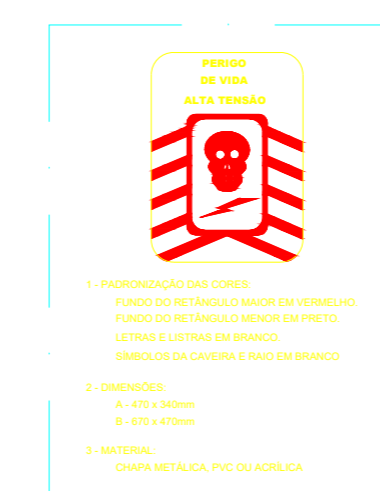 PERIGO
DE VIDA
ALTA TENSÃO
1 - PADRONIZAÇÃO DAS CORES:
FUNDO DO RETÂNGULO MAIOR EM VERMELHO.
FUNDO DO RETÂNGULO MENOR EM PRETO.
LETRAS E LISTRAS EM BRANCO.
SÍMBOLOS DA CAVEIRA E RAIO EM BRANCO.
2 - DIMENSÕES:
A - 470 x 340mm
B - 670 x 470mm
3 - MATERIAL:
CHAPA METÁLICA, PVC OU ACRÍLICA